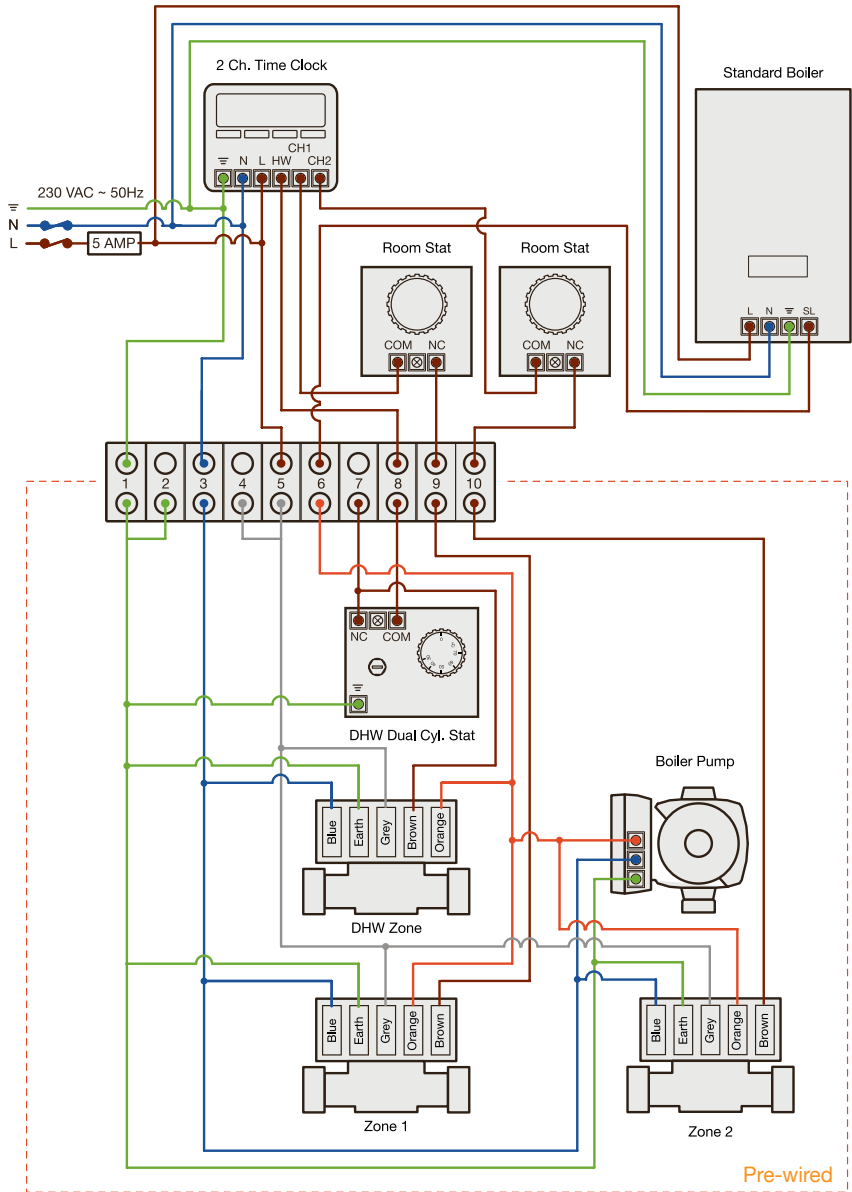 2 Ch. Time Clock
Standard Boiler
CH1
N L HW CH2
230 VAC ~ 50Hz
N
L 5 AMP
Room Stat Room Stat
COM NC COM NC
L N SL
1 2 3 4 5 6 7 8 9 10
NC COM
DHW Dual Cyl. Stat
Boiler Pump
Blue Earth Grey Brown Orange
DHW Zone
Blue Earth Grey Orange Brown
Zone 1
Blue Earth Grey Orange Brown
Zone 2
Pre-wired